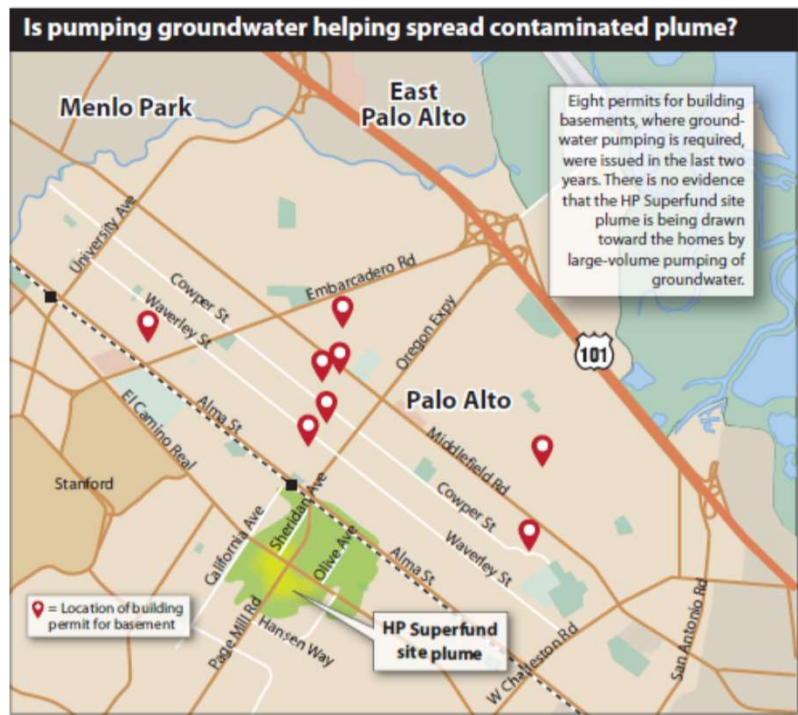 Is pumping groundwater helping spread contaminated plume?
Menlo Park
East
Palo Alto
Eight permits for building
basements, where ground-
water pumping is required,
were issued in the last two
years. There is no evidence
that the HP Superfund site
plume is being drawn
toward the homes by
large-volume pumping of
groundwater.
University Ave
Cowper St
Embarcadero Rd
Waverley St
Oregon Expy
101
El Camino Real
Alma St
Palo Alto
Middlefield Rd
Stanford
California Ave
Sheridan Ave
Olive Ave
Cowper St
Waverley St
Alma St
= Location of building
permit for basement
Page Mill Rd
Hansen Way
HP Superfund
site plume
W Charleston Rd
San Antonio Rd